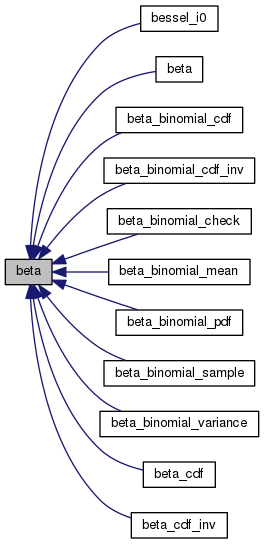 bessel_i0
beta
beta_binomial_cdf
beta_binomial_cdf_inv
beta_binomial_check
beta
beta_binomial_mean
beta_binomial_pdf
beta_binomial_sample
beta_binomial_variance
beta_cdf
beta_cdf_inv